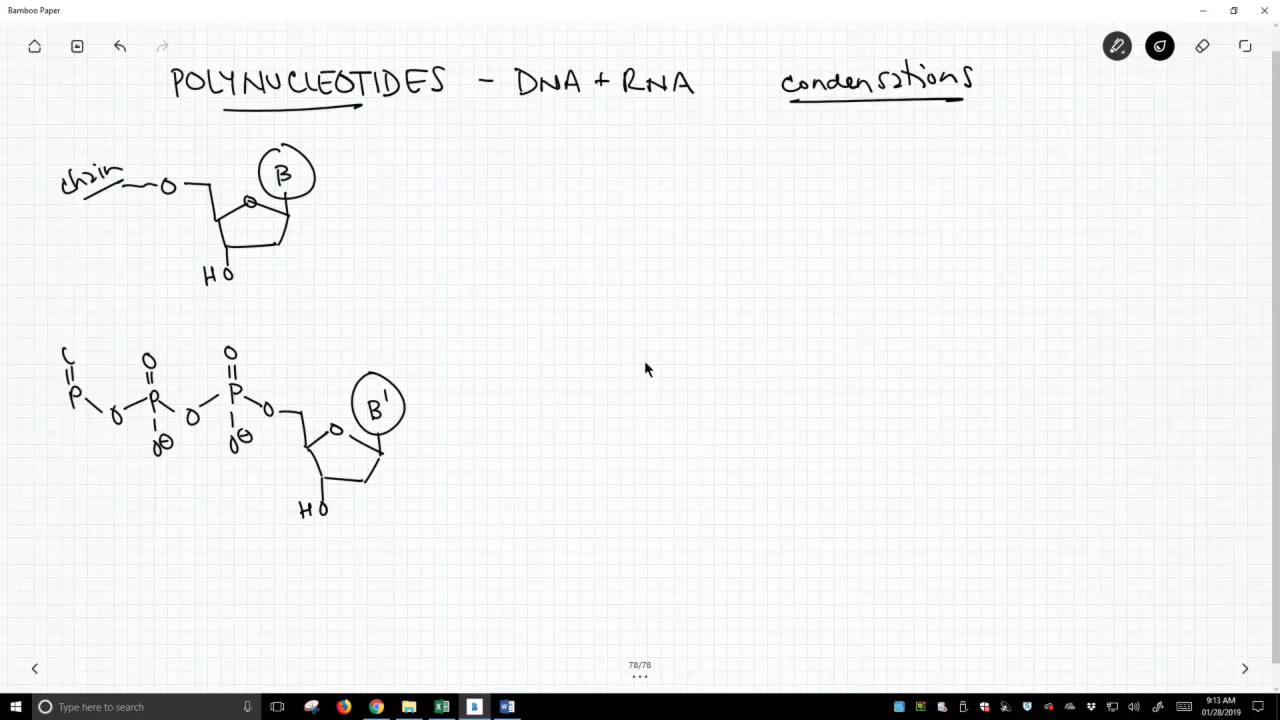 Bamboo Paper
POLYNUCLEOTIDES - DNA + RNA condensations
chain O B
O
HO
O O O
P O P O P O B'
O⊖ O⊖ O
HO
78/78
Type here to search
9:13 AM
01/28/2019